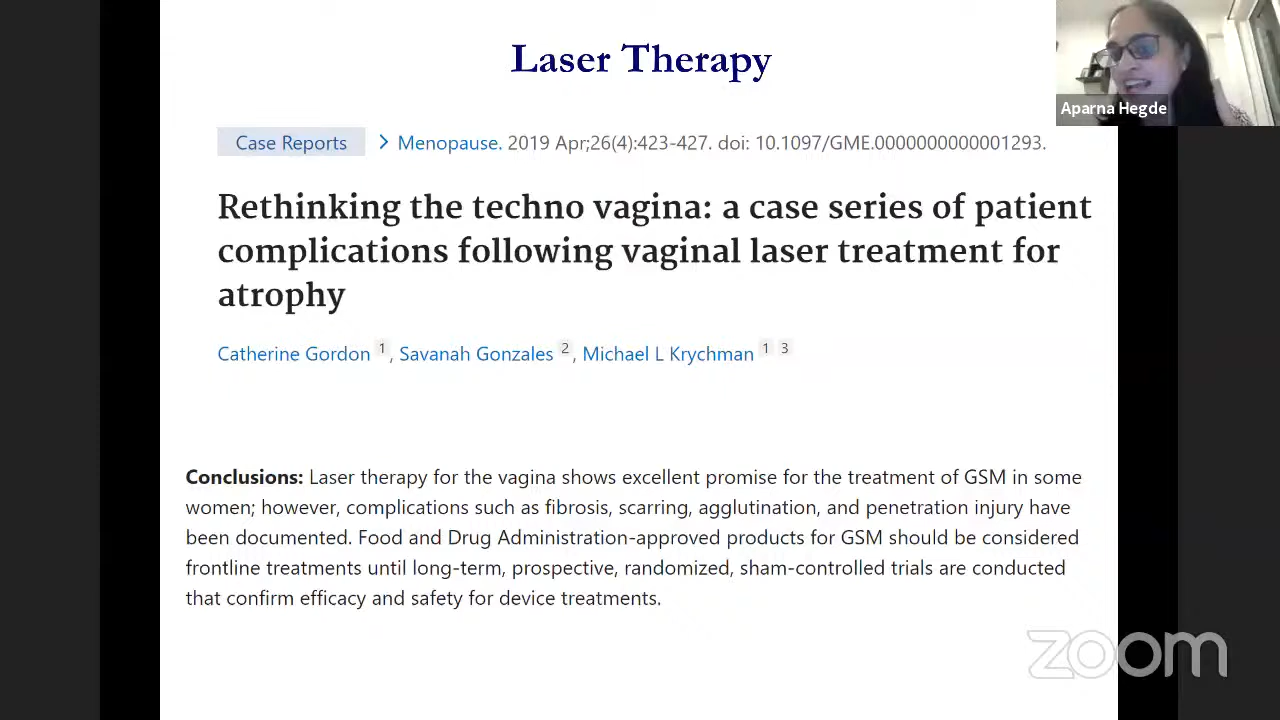 Laser Therapy
Aparna Hegde
Case Reports > Menopause. 2019 Apr;26(4):423-427. doi: 10.1097/GME.0000000000001293.
Rethinking the techno vagina: a case series of patient
complications following vaginal laser treatment for
atrophy
Catherine Gordon 1, Savanah Gonzales 2, Michael L Krychman 1 3
Conclusions: Laser therapy for the vagina shows excellent promise for the treatment of GSM in some
women; however, complications such as fibrosis, scarring, agglutination, and penetration injury have
been documented. Food and Drug Administration-approved products for GSM should be considered
frontline treatments until long-term, prospective, randomized, sham-controlled trials are conducted
that confirm efficacy and safety for device treatments.
zoom